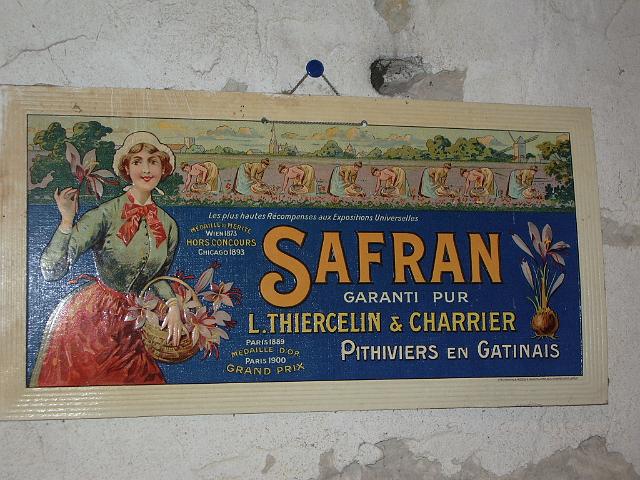 Les plus hautes Récompenses aux Expositions Universelles
MÉDAILLE du MÉRITE
WIEN 1873
HORS CONCOURS
CHICAGO 1893
SAFRAN
GARANTI PUR
L. THIERCELIN & CHARRIER
PITHIVIERS EN GATINAIS
PARIS 1889
MÉDAILLE D'OR
PARIS 1900
GRAND PRIX